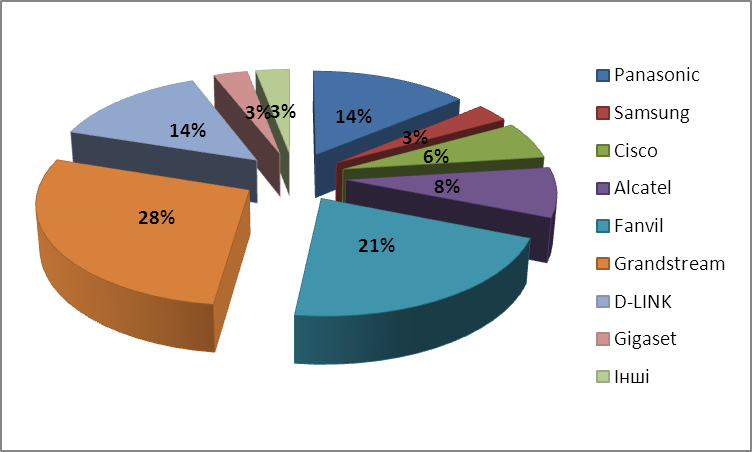 14%
3%
6%
8%
21%
28%
14%
3%
3%
Panasonic
Samsung
Cisco
Alcatel
Fanvil
Grandstream
D-LINK
Gigaset
Інші